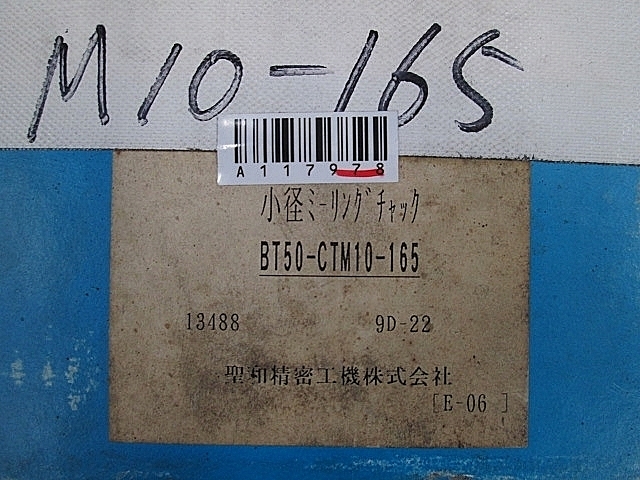 M10-165
A117978
小径ミーリングチャック
BT50-CTM10-165
13488 9D-22
聖和精密工機株式会社
[E-06 ]